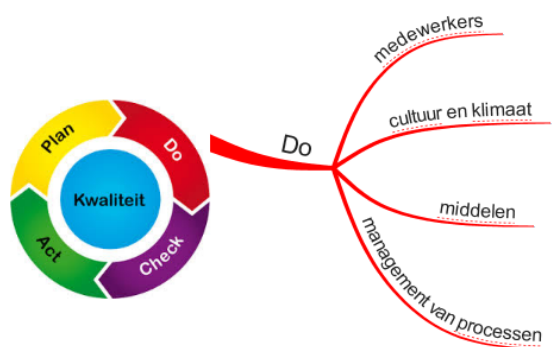 Plan
Do
Kwaliteit
Act
Check
Do
medewerkers
cultuur en klimaat
middelen
management van processen